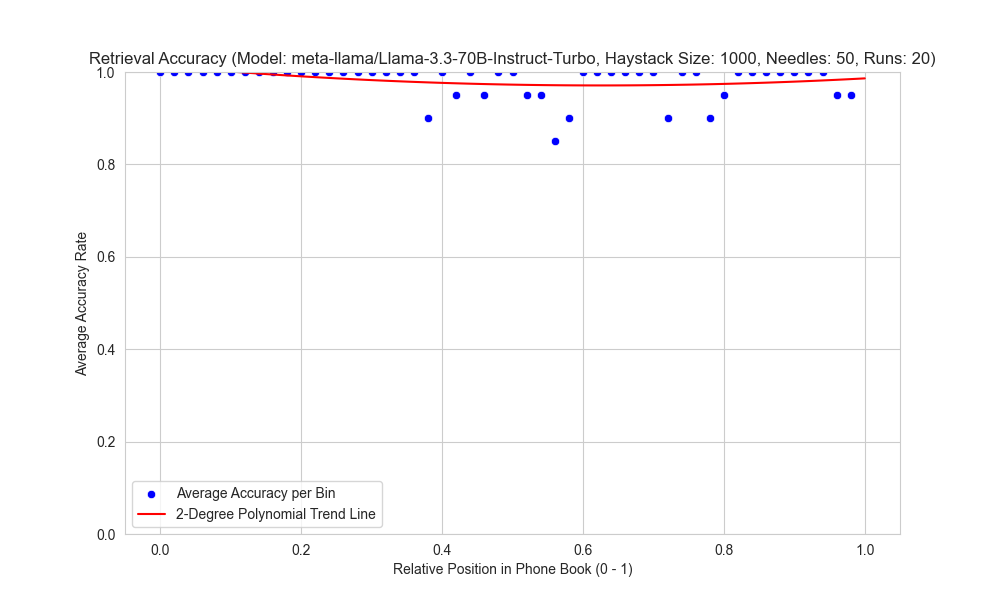 Retrieval Accuracy (Model: meta-llama/Llama-3.3-70B-Instruct-Turbo, Haystack Size: 1000, Needles: 50, Runs: 20)
1.0
0.8
0.6
0.4
0.2
0.0
Average Accuracy Rate
Average Accuracy per Bin
2-Degree Polynomial Trend Line
0.0 0.2 0.4 0.6 0.8 1.0
Relative Position in Phone Book (0 - 1)